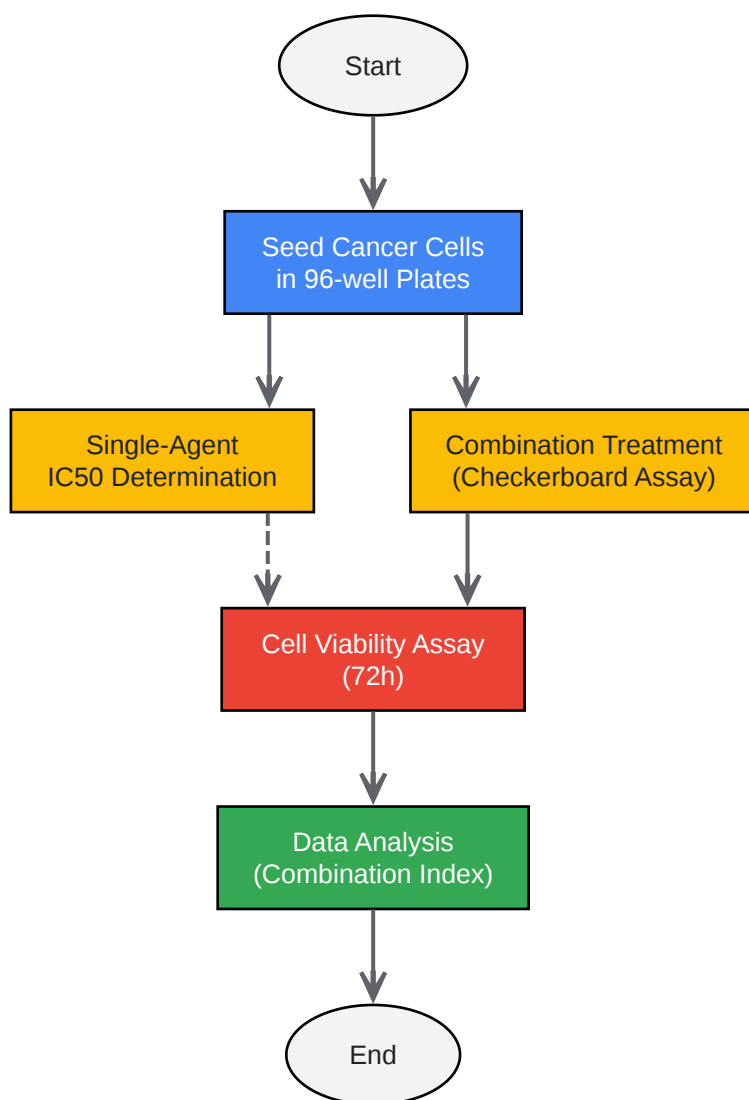 Start
Seed Cancer Cells
in 96-well Plates
Single-Agent
IC50 Determination
Combination Treatment
(Checkerboard Assay)
Cell Viability Assay
(72h)
Data Analysis
(Combination Index)
End